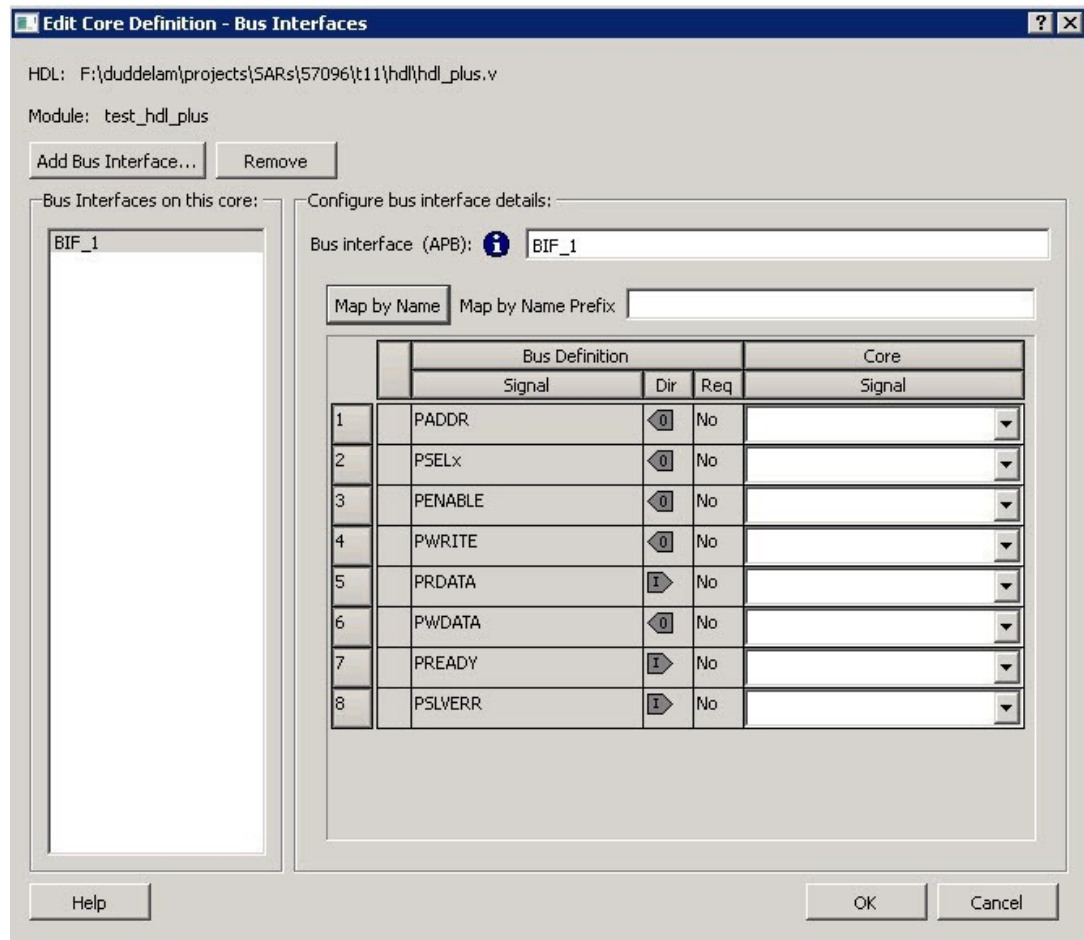 Edit Core Definition - Bus Interfaces
HDL: F:\duddelam\projects\SARs\57096\t11\hdl\hdl_plus.v
Module: test_hdl_plus
Add Bus Interface... Remove
Bus Interfaces on this core: Configure bus interface details:
BIF_1
Bus interface (APB): i BIF_1
Map by Name Map by Name Prefix
Bus Definition Core
Signal Dir Req Signal
1 PADDR O No
2 PSELx O No
3 PENABLE O No
4 PWRITE O No
5 PRDATA I No
6 PWDATA O No
7 PREADY I No
8 PSLVERR I No
Help OK Cancel